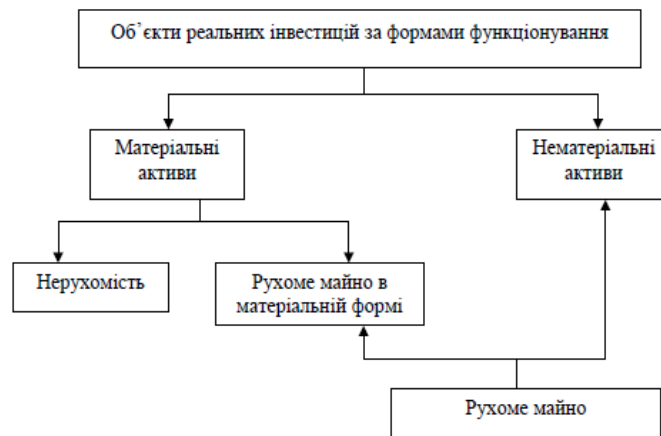 Об’єкти реальних інвестицій за формами функціонування
Матеріальні
активи
Нематеріальні
активи
Нерухомість
Рухоме майно в
матеріальній формі
Рухоме майно